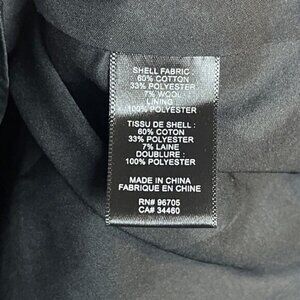 SHELL FABRIC :
60% COTTON
33% POLYESTER
7% WOOL
LINING
100% POLYESTER
TISSU DE SHELL :
60% COTON
33% POLYESTER
7% LAINE
DOUBLURE :
100% POLYESTER
MADE IN CHINA
FABRIQUE EN CHINE
RN# 96705
CA# 34460